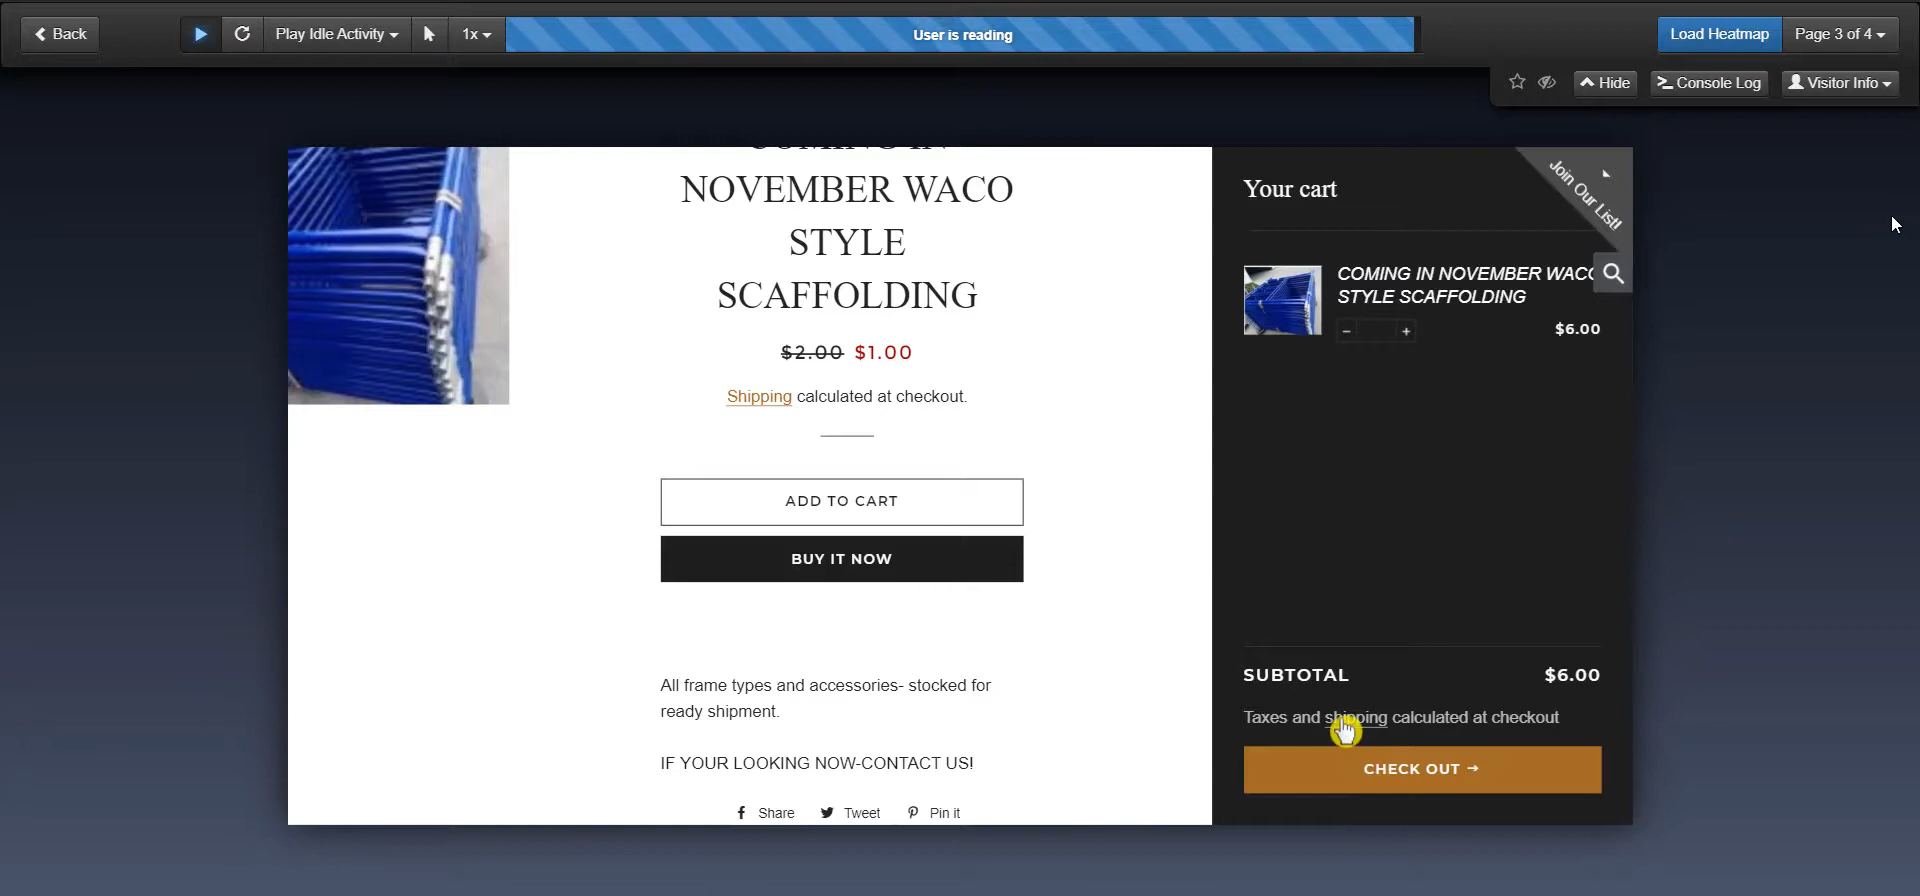 Back
Play Idle Activity
1x
User is reading
Load Heatmap
Page 3 of 4
Hide
Console Log
Visitor Info
COMING IN
NOVEMBER WACO
STYLE
SCAFFOLDING
$2.00 $1.00
Shipping calculated at checkout.
ADD TO CART
BUY IT NOW
All frame types and accessories- stocked for
ready shipment.
IF YOUR LOOKING NOW-CONTACT US!
Share
Tweet
Pin it
Your cart
Join Our List!
COMING IN NOVEMBER WACO
STYLE SCAFFOLDING
− +
$6.00
SUBTOTAL $6.00
Taxes and shipping calculated at checkout
CHECK OUT →